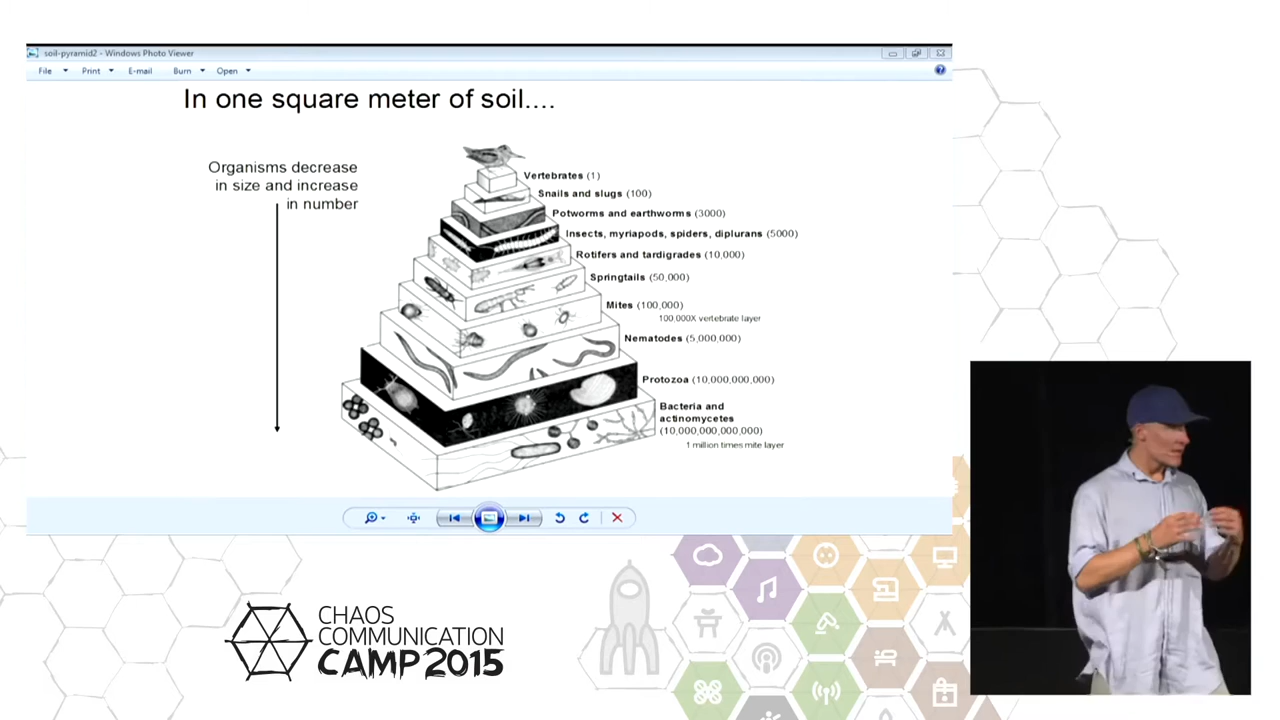 soil-pyramid2 - Windows Photo Viewer
File Print E-mail Burn Open
In one square meter of soil....
Organisms decrease
in size and increase
in number
Vertebrates (1)
Snails and slugs (100)
Potworms and earthworms (3000)
Insects, myriapods, spiders, diplurans (5000)
Rotifers and tardigrades (10,000)
Springtails (50,000)
Mites (100,000)
100,000X vertebrate layer
Nematodes (5,000,000)
Protozoa (10,000,000,000)
Bacteria and
actinomycetes
(10,000,000,000,000)
1 million times mite layer
CHAOS
COMMUNICATION
CAMP 2015